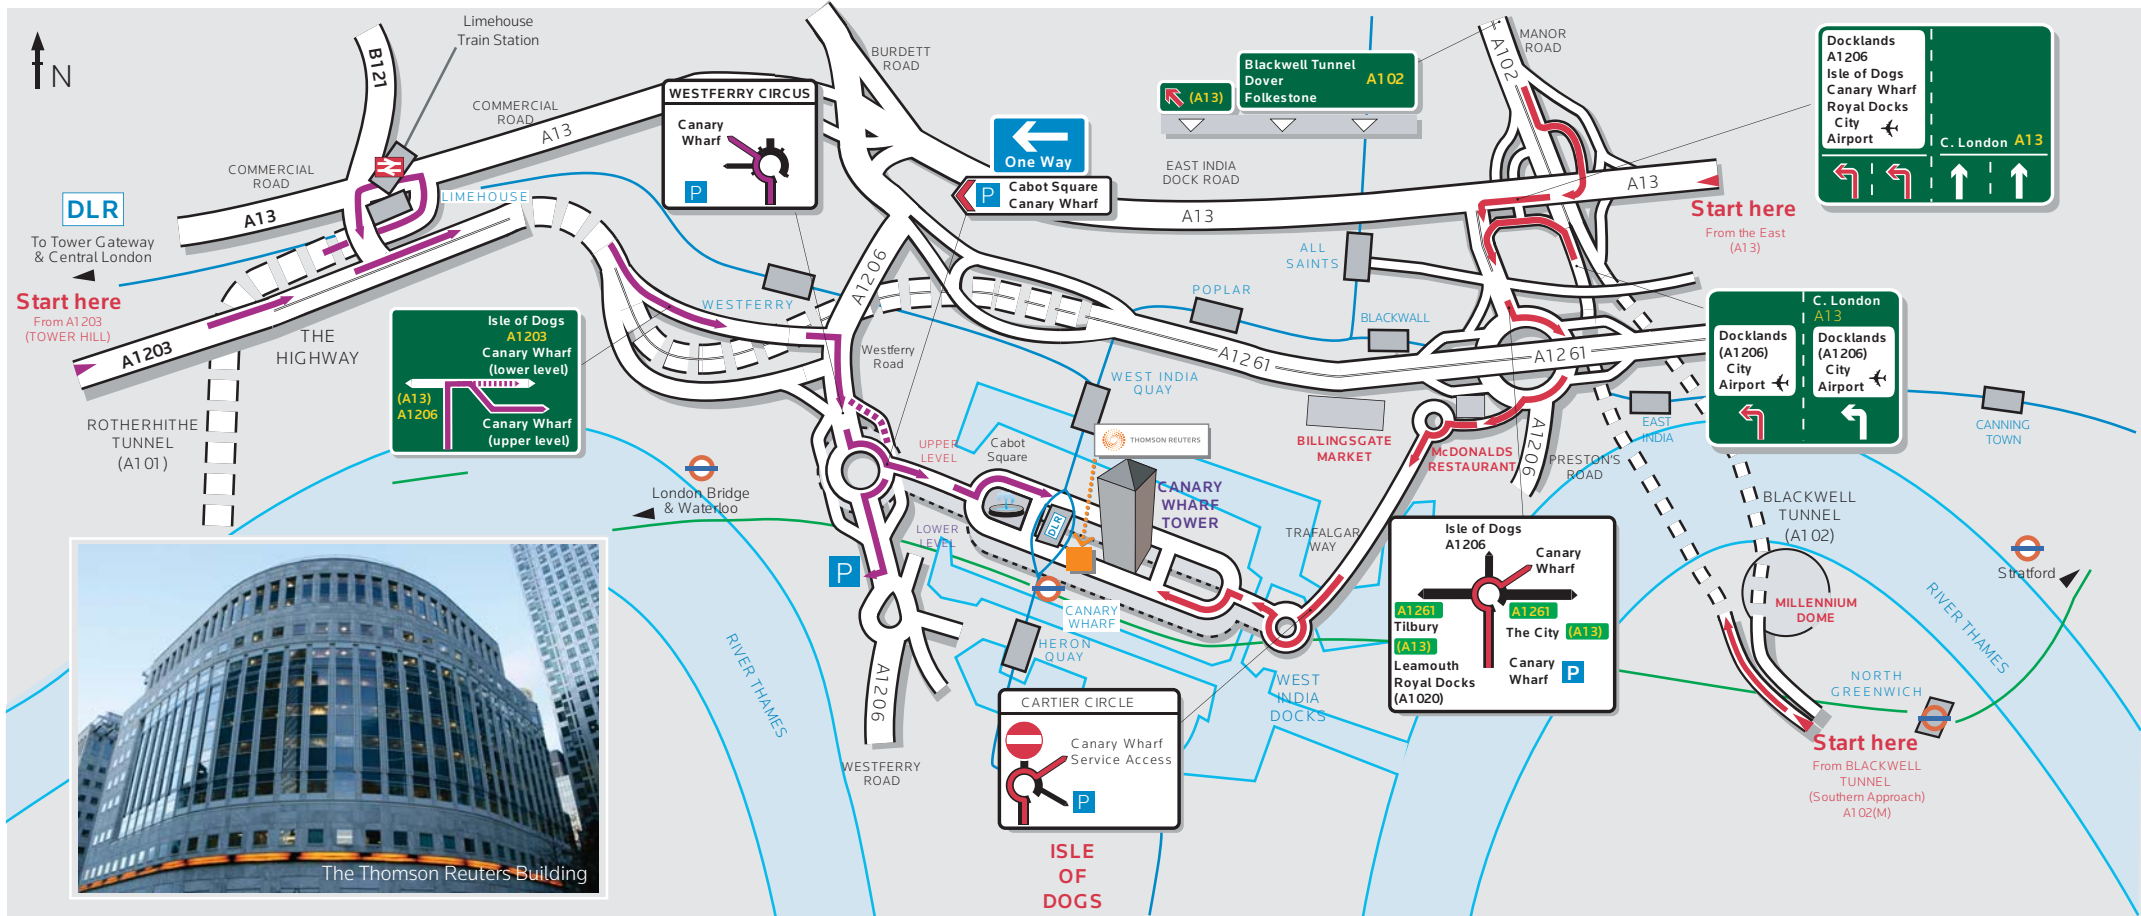 N
B121
Limehouse
Train Station
COMMERCIAL
ROAD
A13
COMMERCIAL
ROAD
A13
DLR
To Tower Gateway
& Central London
Start here
From A1203
(TOWER HILL)
A1203
THE
HIGHWAY
LIMEHOUSE
ROTHERHITHE
TUNNEL
(A101)
WESTFERRY CIRCUS
Canary
Wharf
P
BURDETT
ROAD
One Way
P
Cabot Square
Canary Wharf
(A13)
Blackwell Tunnel
Dover
Folkestone
A102
EAST INDIA
DOCK ROAD
A13
A102
MANOR
ROAD
A13
Start here
From the East
(A13)
Docklands
A1206
Isle of Dogs
Canary Wharf
Royal Docks
City
Airport
C. London A13
Isle of Dogs
A1203
Canary Wharf
(lower level)
(A13)
A1206
Canary Wharf
(upper level)
WESTFERRY
A1206
Westferry
Road
ALL
SAINTS
POPLAR
BLACKWALL
A1261
A1261
WEST INDIA
QUAY
C. London
A13
Docklands
(A1206)
City
Airport
Docklands
(A1206)
City
Airport
EAST
INDIA
CANNING
TOWN
BILLINGSGATE
MARKET
McDONALDS
RESTAURANT
A1206
PRESTON'S
ROAD
BLACKWELL
TUNNEL
(A102)
London Bridge
& Waterloo
UPPER
LEVEL
LOWER
LEVEL
Cabot
Square
THOMSON REUTERS
DLR
CANARY
WHARF
TOWER
TRAFALGAR
WAY
P
CANARY
WHARF
HERON
QUAY
RIVER THAMES
A1206
WESTFERRY
ROAD
WEST
INDIA
DOCKS
CARTIER CIRCLE
Canary Wharf
Service Access
P
ISLE
OF
DOGS
Isle of Dogs
A1206
Canary
Wharf
A1261
Tilbury
(A13)
Leamouth
Royal Docks
(A1020)
A1261
The City (A13)
Canary
Wharf
P
MILLENNIUM
DOME
Stratford
RIVER THAMES
NORTH
GREENWICH
Start here
From BLACKWELL
TUNNEL
(Southern Approach)
A102(M)
The Thomson Reuters Building